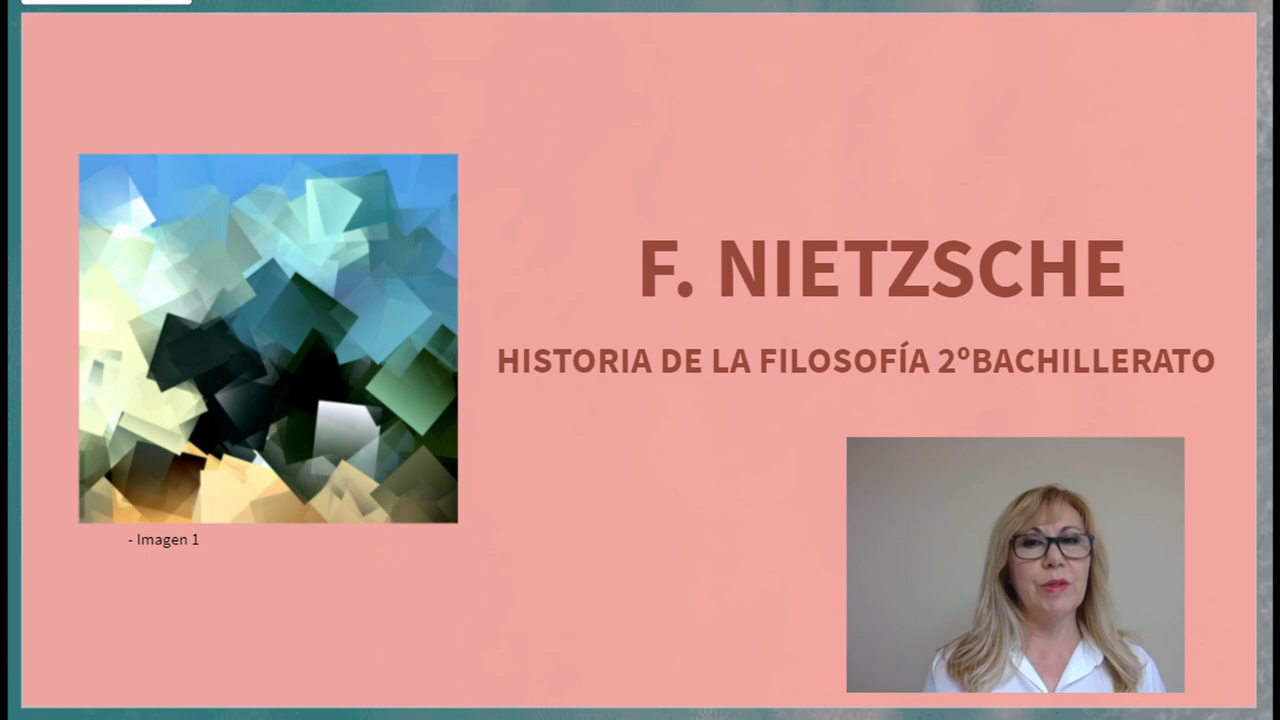 F. NIETZSCHE
HISTORIA DE LA FILOSOFÍA 2ºBACHILLERATO
- Imagen 1